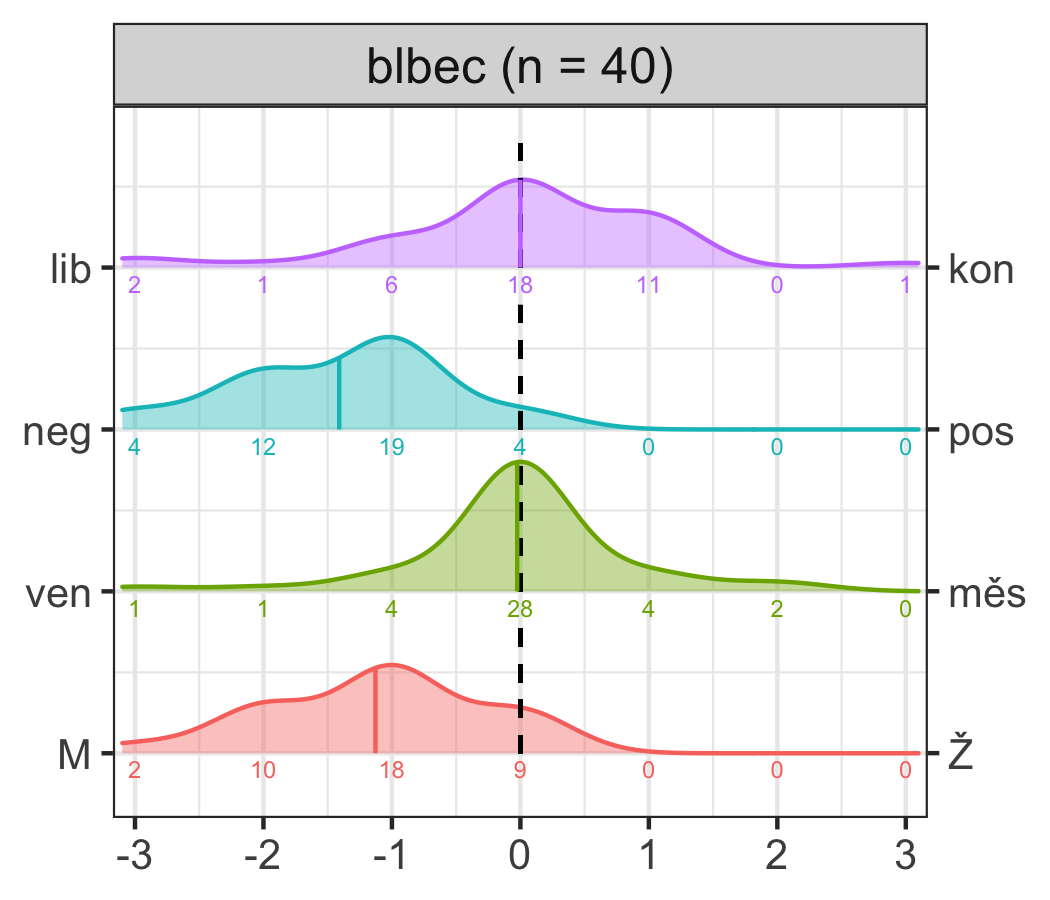 blbec (n = 40)
lib kon
2 1 6 18 11 0 1
neg pos
4 12 19 4 0 0 0
ven měs
1 1 4 28 4 2 0
M Ž
2 10 18 9 0 0 0
-3 -2 -1 0 1 2 3